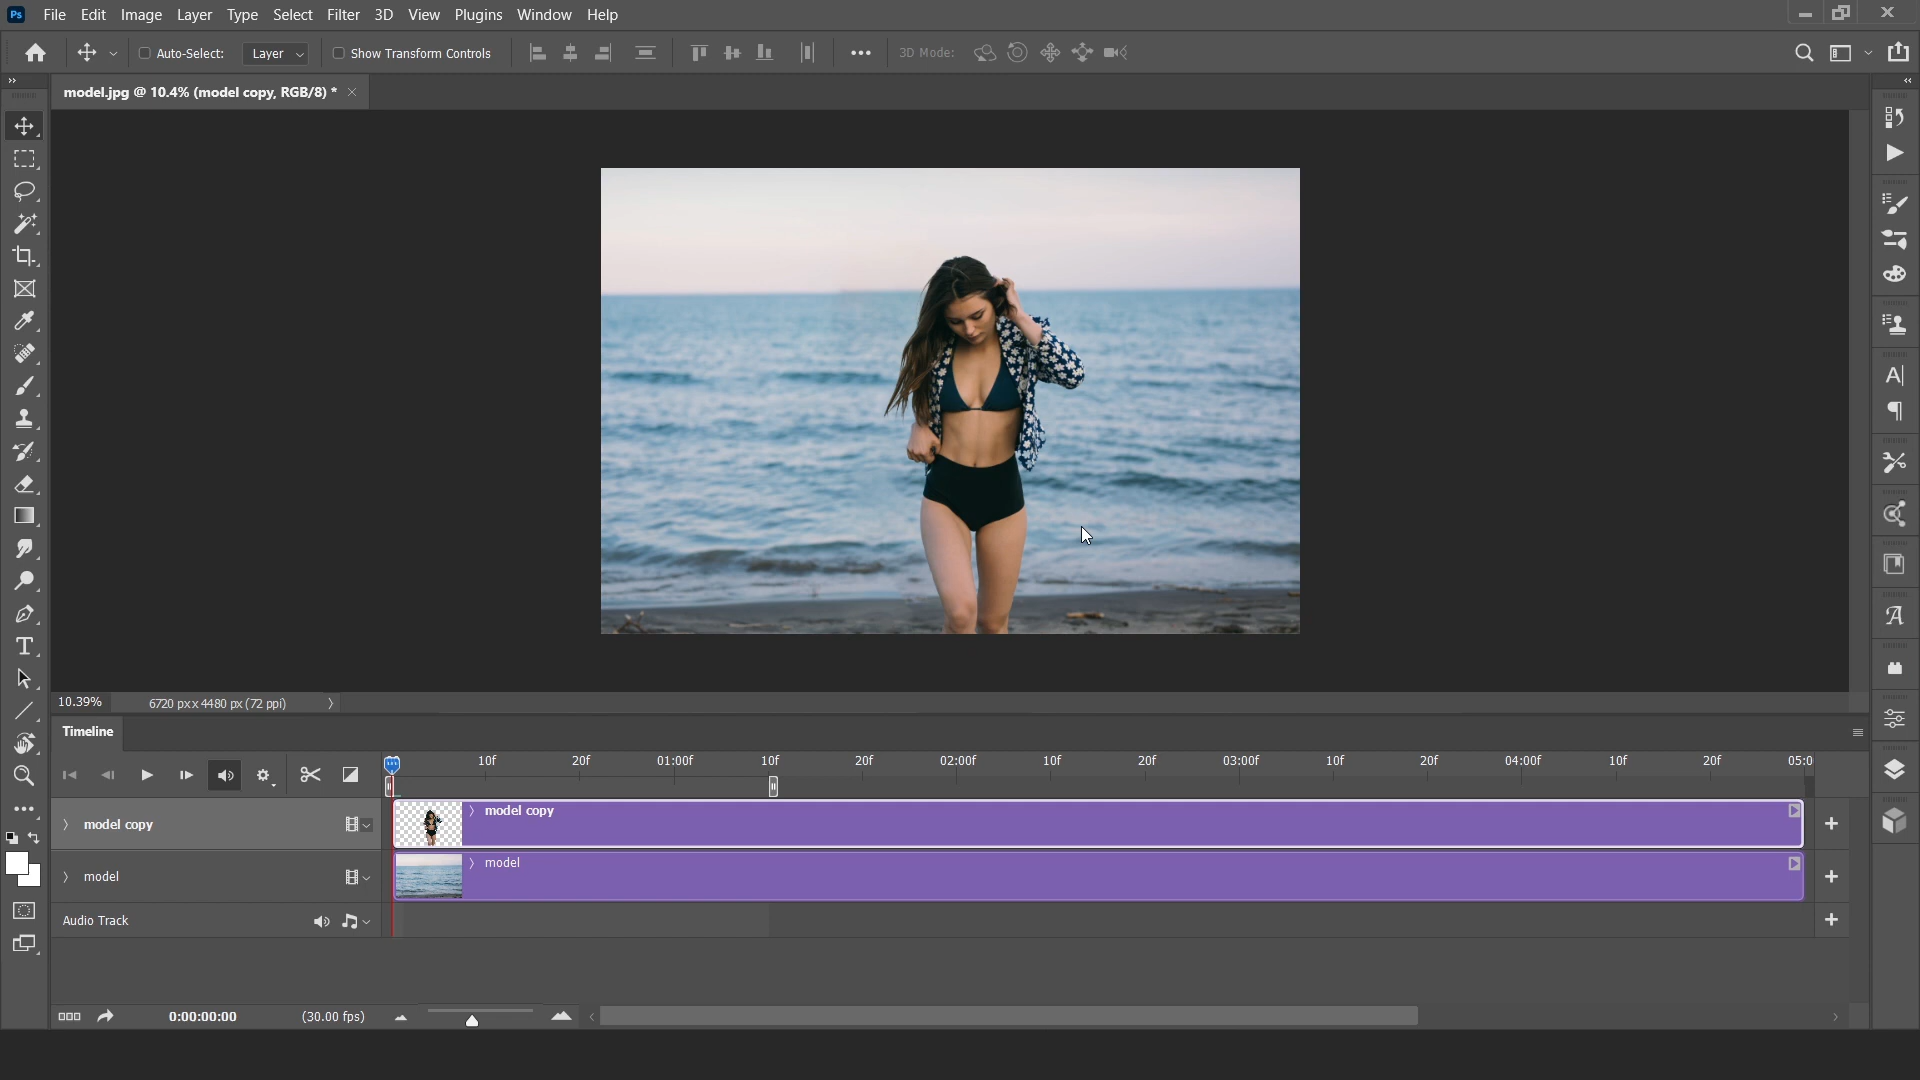 Ps File Edit Image Layer Type Select Filter 3D View Plugins Window Help
Auto-Select: Layer Show Transform Controls 3D Mode:
model.jpg @ 10.4% (model copy, RGB/8) *
10.39% 6720 px x 4480 px (72 ppi)
Timeline
10f 20f 01:00f 10f 20f 02:00f 10f 20f 03:00f 10f 20f 04:00f 10f 20f 05:0
model copy model copy
model model
Audio Track
0:00:00:00 (30.00 fps)